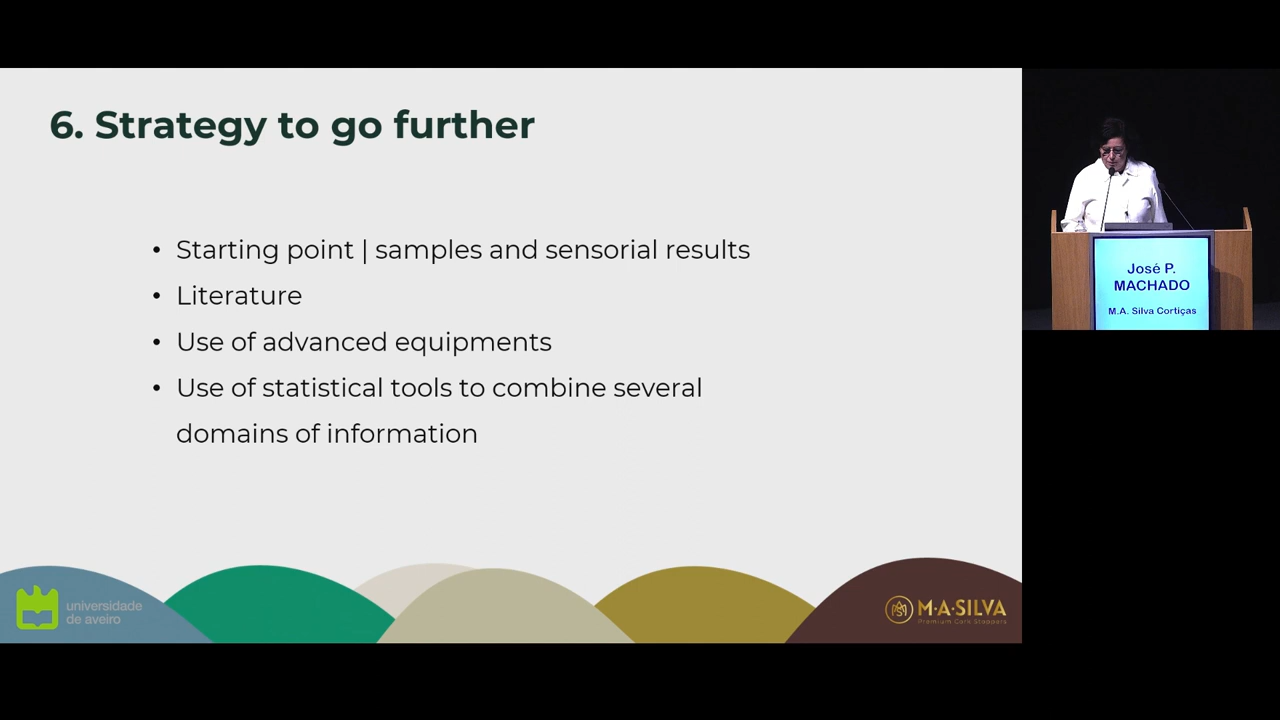 6. Strategy to go further
• Starting point | samples and sensorial results
• Literature
• Use of advanced equipments
• Use of statistical tools to combine several
domains of information
universidade
de aveiro
M·A·SILVA
Premium Cork Stoppers
José P.
MACHADO
M.A. Silva Cortiças